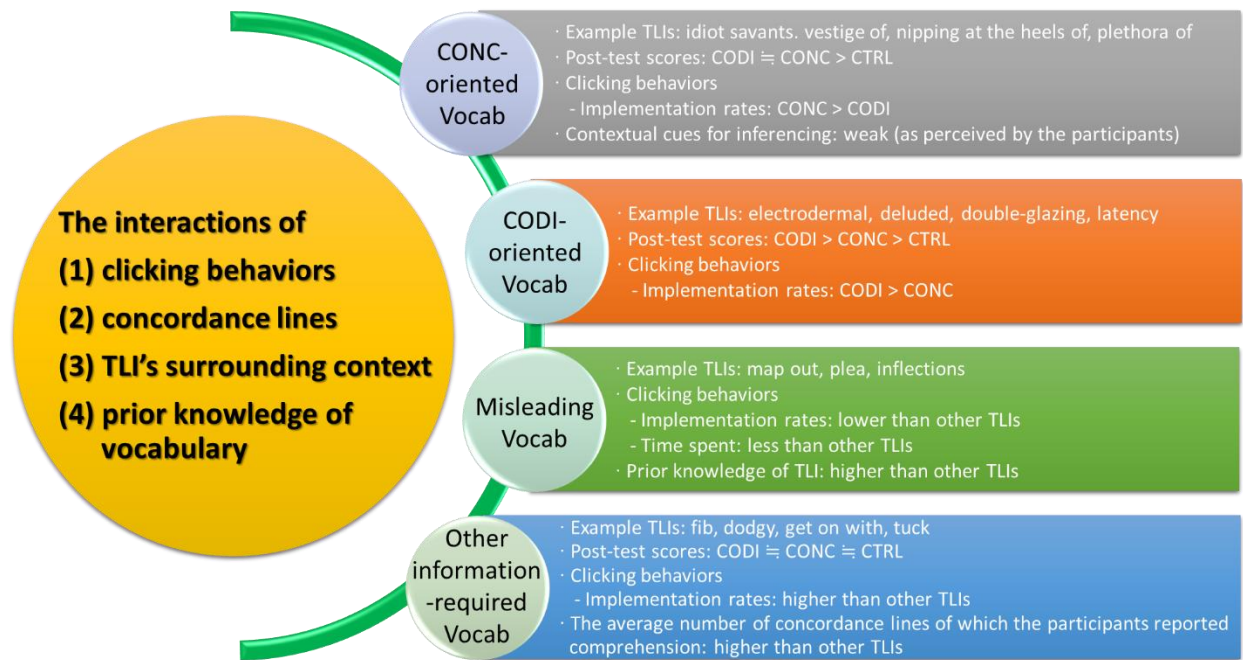 The interactions of
(1) clicking behaviors
(2) concordance lines
(3) TLI's surrounding context
(4) prior knowledge of
vocabulary
CONC-
oriented
Vocab
· Example TLIs: idiot savants. vestige of, nipping at the heels of, plethora of
· Post-test scores: CODI ≒ CONC > CTRL
· Clicking behaviors
- Implementation rates: CONC > CODI
· Contextual cues for inferencing: weak (as perceived by the participants)
CODI-
oriented
Vocab
· Example TLIs: electrodermal, deluded, double-glazing, latency
· Post-test scores: CODI > CONC > CTRL
· Clicking behaviors
- Implementation rates: CODI > CONC
Misleading
Vocab
· Example TLIs: map out, plea, inflections
· Clicking behaviors
- Implementation rates: lower than other TLIs
- Time spent: less than other TLIs
· Prior knowledge of TLI: higher than other TLIs
Other
information
-required
Vocab
· Example TLIs: fib, dodgy, get on with, tuck
· Post-test scores: CODI ≒ CONC ≒ CTRL
· Clicking behaviors
- Implementation rates: higher than other TLIs
· The average number of concordance lines of which the participants reported
comprehension: higher than other TLIs